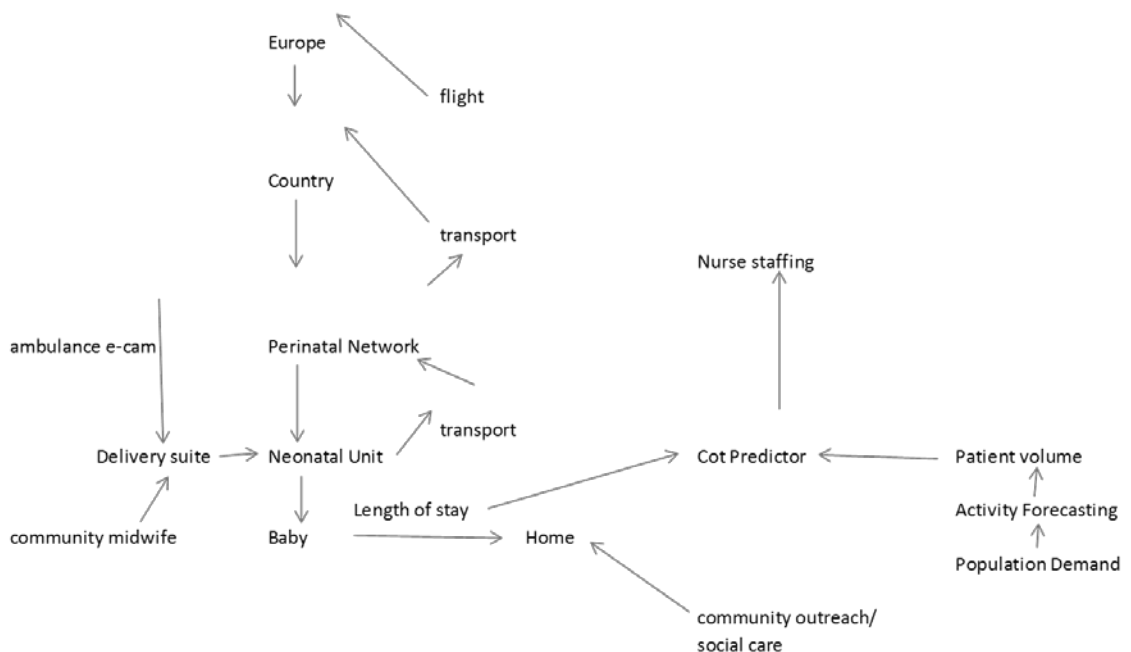 Europe
flight
Country
transport
Nurse staffing
ambulance e-cam
Perinatal Network
transport
Delivery suite
Neonatal Unit
Cot Predictor
Patient volume
Length of stay
Activity Forecasting
community midwife
Baby
Home
Population Demand
community outreach/
social care